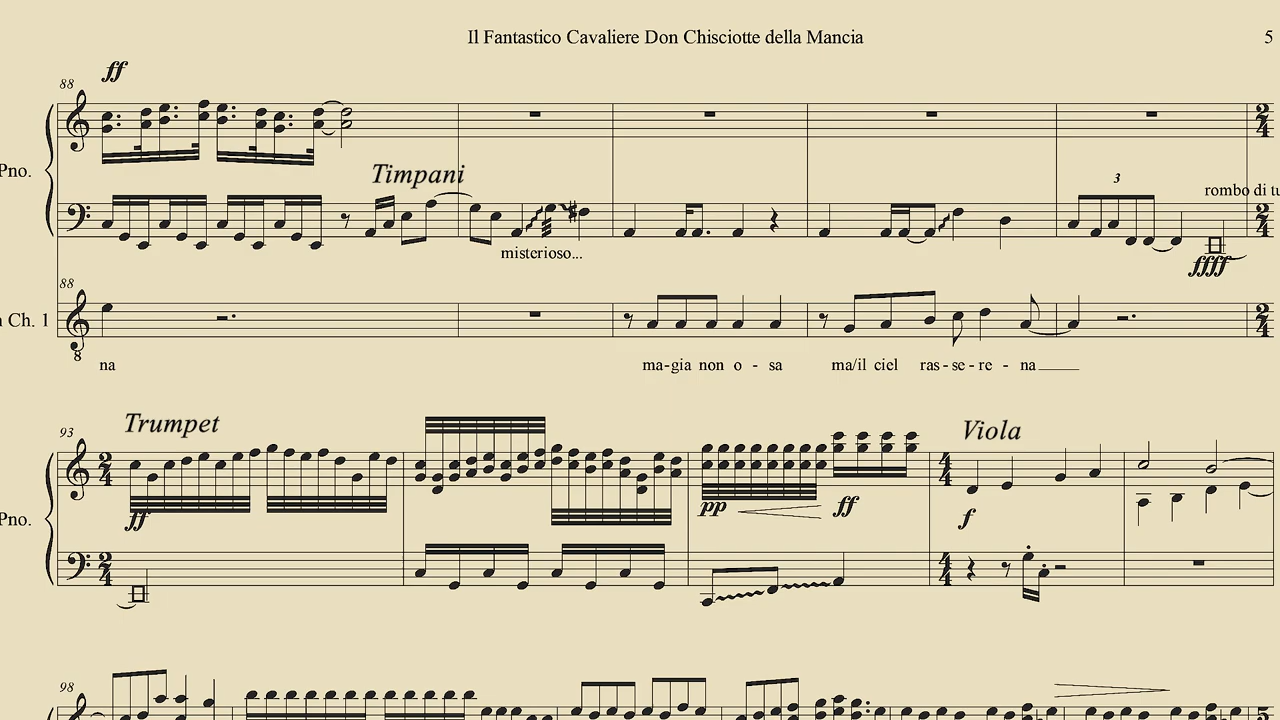 Il Fantastico Cavaliere Don Chisciotte della Mancia 5
ff
88
Pno.
Timpani
3
rombo di tu
misterioso...
ffff
88
Ch. 1
8
na ma-gia non o - sa ma/il ciel ras-se-re - na
93
Trumpet Viola
Pno.
ff pp ff f
98